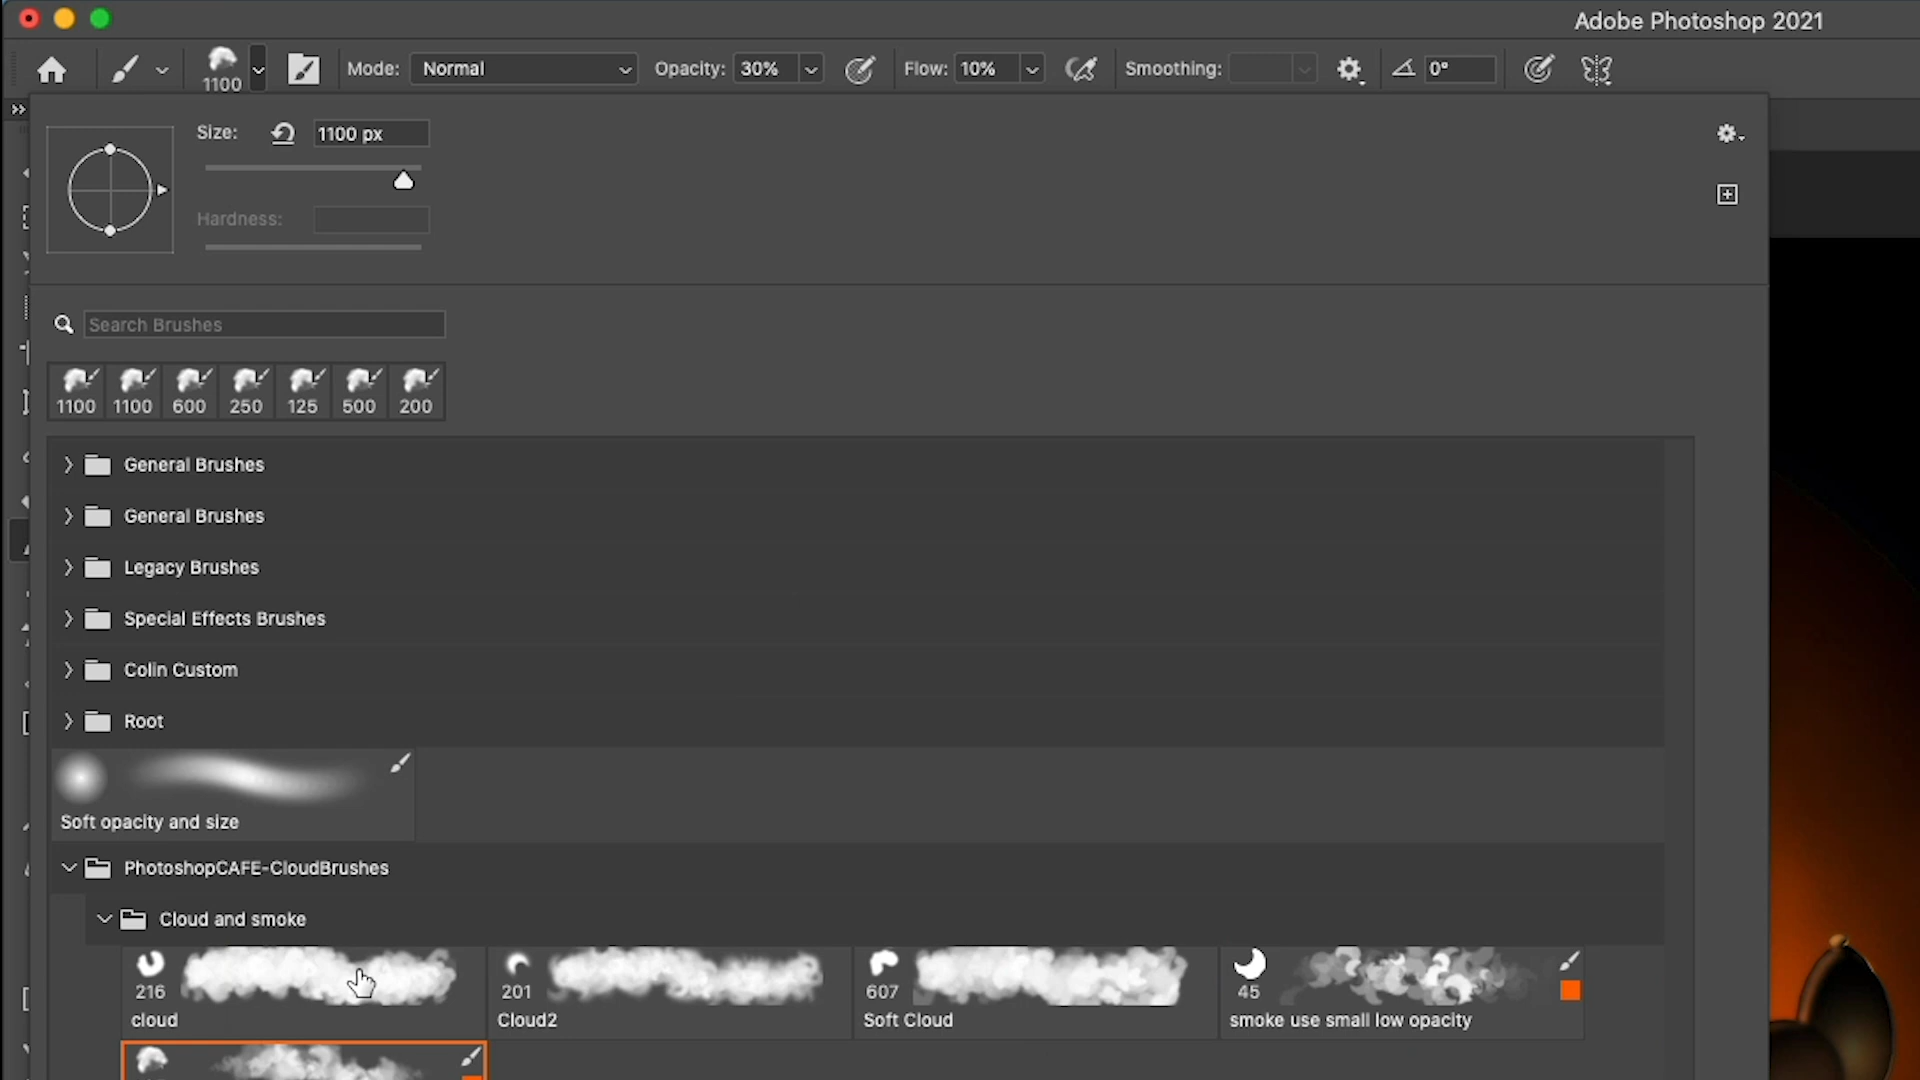 Adobe Photoshop 2021
1100 Mode: Normal Opacity: 30% Flow: 10% Smoothing: 0°
Size: 1100 px
Hardness:
Search Brushes
1100 1100 600 250 125 500 200
General Brushes
General Brushes
Legacy Brushes
Special Effects Brushes
Colin Custom
Root
Soft opacity and size
PhotoshopCAFE-CloudBrushes
Cloud and smoke
216 201 607 45
cloud Cloud2 Soft Cloud smoke use small low opacity